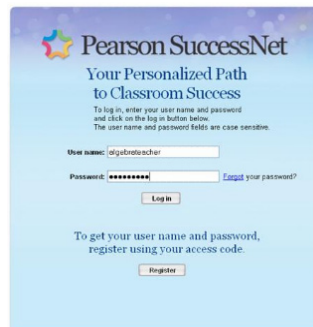 Pearson SuccessNet
Your Personalized Path
to Classroom Success
To log in, enter your user name and password
and click on the log in button below.
The user name and password fields are case sensitive.
User name: algebrateacher
Password: ●●●●●●●●● Forgot your password?
Log in
To get your user name and password,
register using your access code.
Register